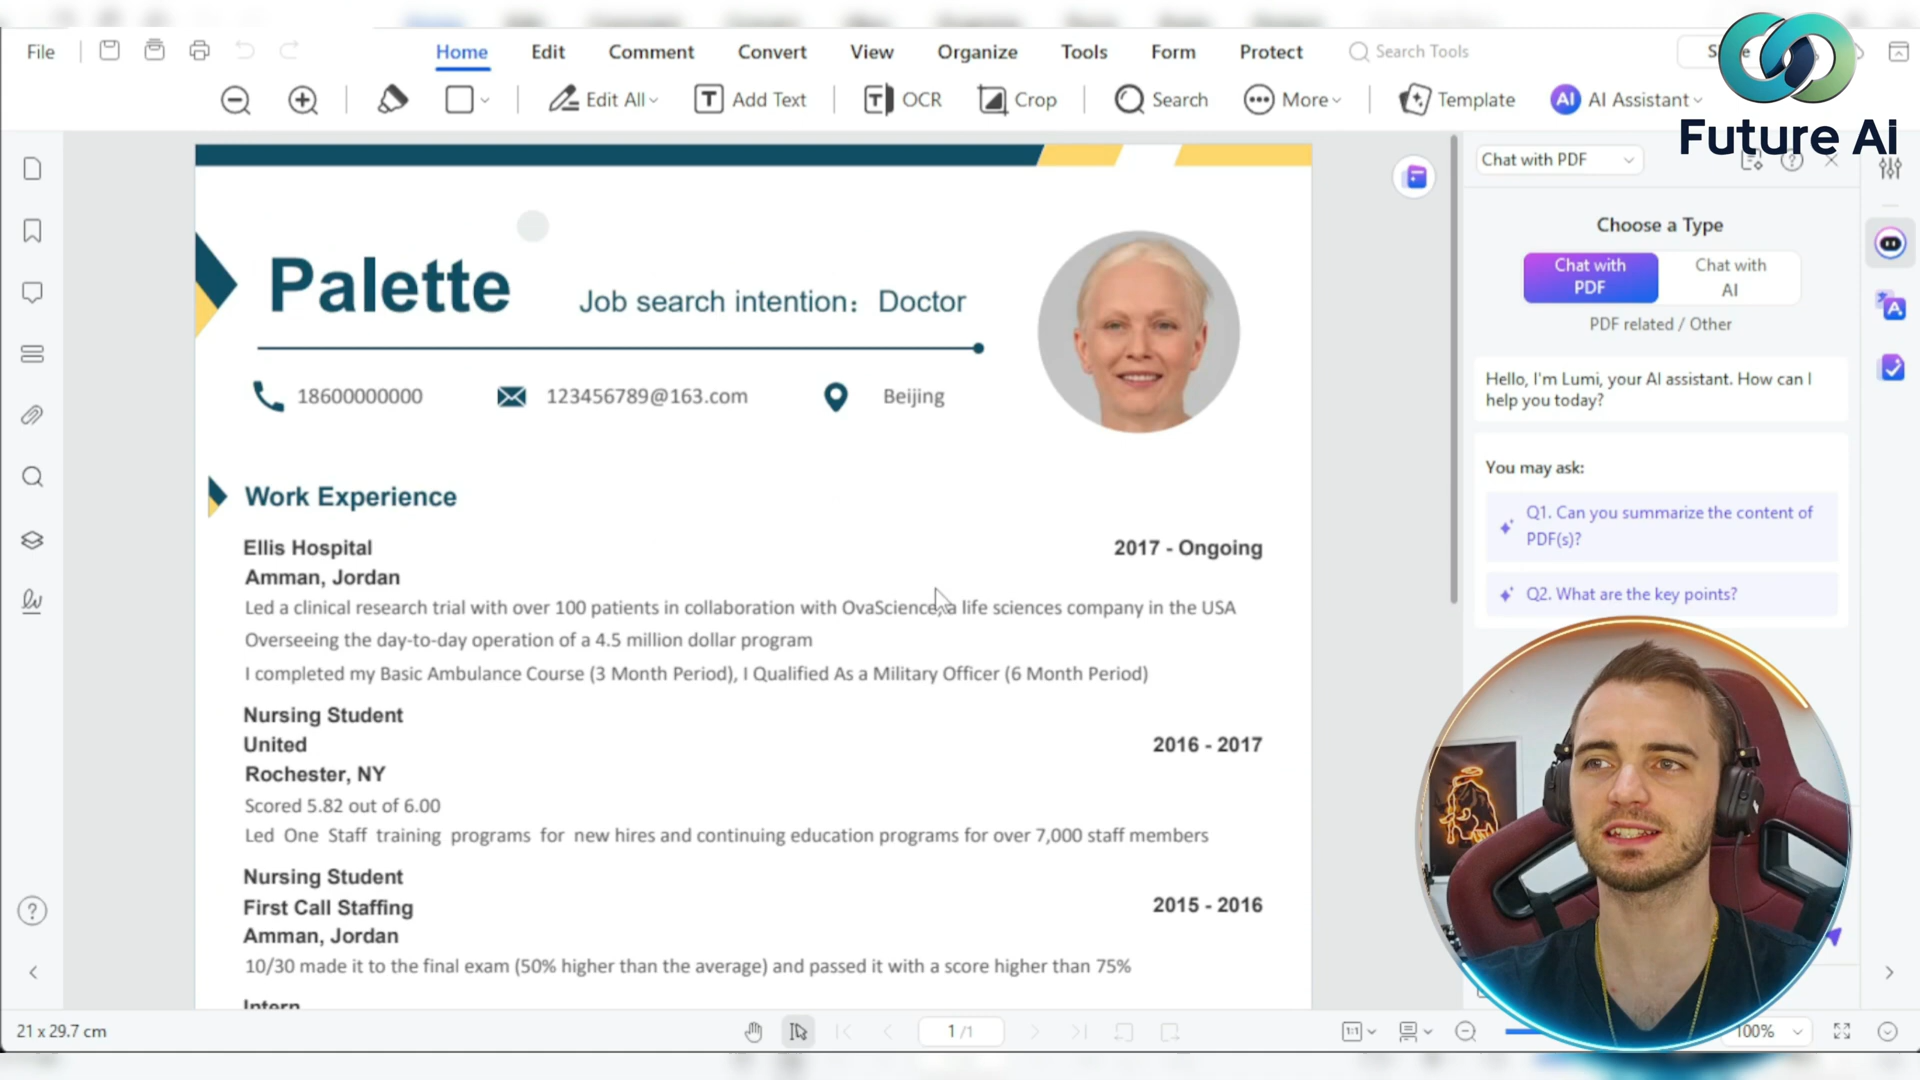 File
Home
Edit
Comment
Convert
View
Organize
Tools
Form
Protect
Search Tools
Edit All
Add Text
OCR
Crop
Search
More
Template
AI
AI Assistant
Future Ai
Chat with PDF
Choose a Type
Chat with
PDF
Chat with
AI
PDF related / Other
Hello, I'm Lumi, your AI assistant. How can I
help you today?
You may ask:
Q1. Can you summarize the content of
PDF(s)?
Q2. What are the key points?
Palette
Job search intention: Doctor
18600000000
123456789@163.com
Beijing
Work Experience
Ellis Hospital
2017 - Ongoing
Amman, Jordan
Led a clinical research trial with over 100 patients in collaboration with OvaScience, a life sciences company in the USA
Overseeing the day-to-day operation of a 4.5 million dollar program
I completed my Basic Ambulance Course (3 Month Period), I Qualified As a Military Officer (6 Month Period)
Nursing Student
United
2016 - 2017
Rochester, NY
Scored 5.82 out of 6.00
Led One Staff training programs for new hires and continuing education programs for over 7,000 staff members
Nursing Student
First Call Staffing
2015 - 2016
Amman, Jordan
10/30 made it to the final exam (50% higher than the average) and passed it with a score higher than 75%
Intern
21 x 29.7 cm
1 /1
1:1
100%